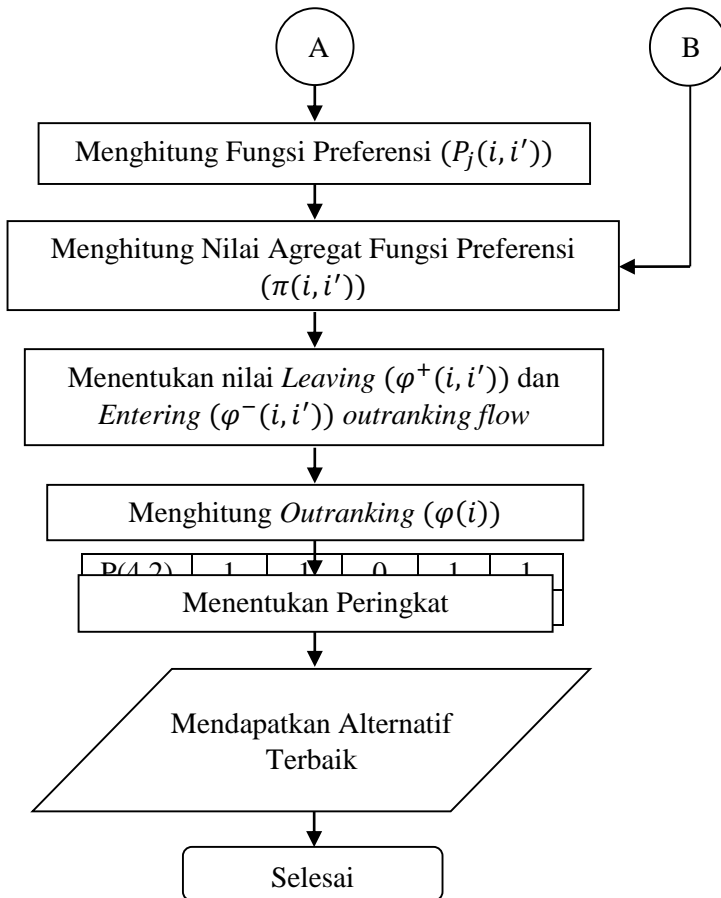 A
B
Menghitung Fungsi Preferensi (𝑃𝑗(𝑖, 𝑖′))
Menghitung Nilai Agregat Fungsi Preferensi
(𝜋(𝑖, 𝑖′))
Menentukan nilai Leaving (𝜑⁺(𝑖, 𝑖′)) dan
Entering (𝜑⁻(𝑖, 𝑖′)) outranking flow
Menghitung Outranking (𝜑(𝑖))
P(4,2) 1 1 0 1 1
Menentukan Peringkat
Mendapatkan Alternatif
Terbaik
Selesai